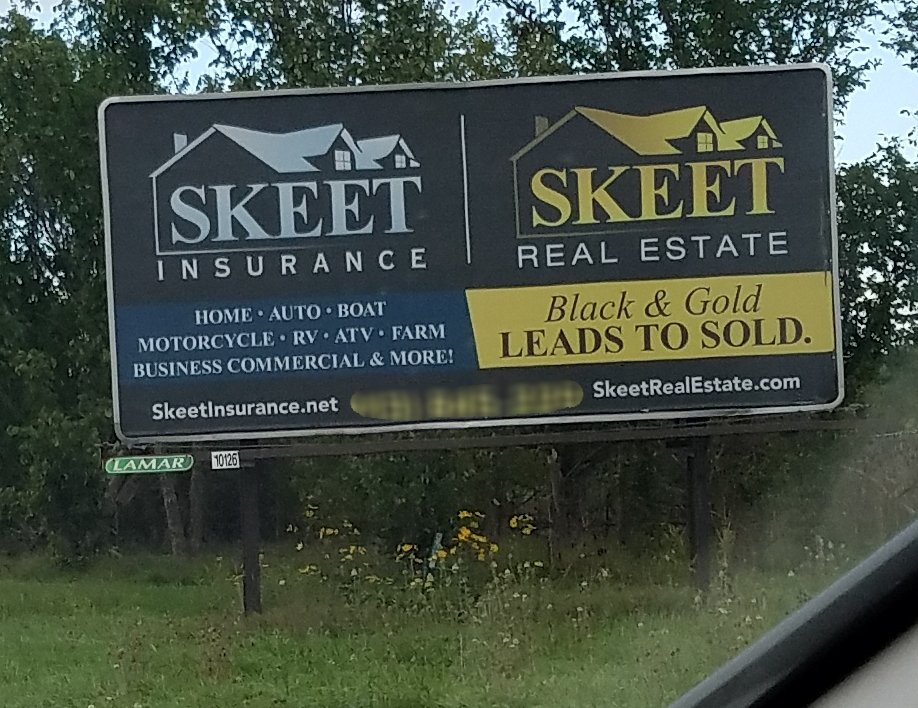 SKEET
INSURANCE
HOME • AUTO • BOAT
MOTORCYCLE • RV • ATV • FARM
BUSINESS COMMERCIAL & MORE!
SkeetInsurance.net
SKEET
REAL ESTATE
Black & Gold
LEADS TO SOLD.
SkeetRealEstate.com
LAMAR
10126